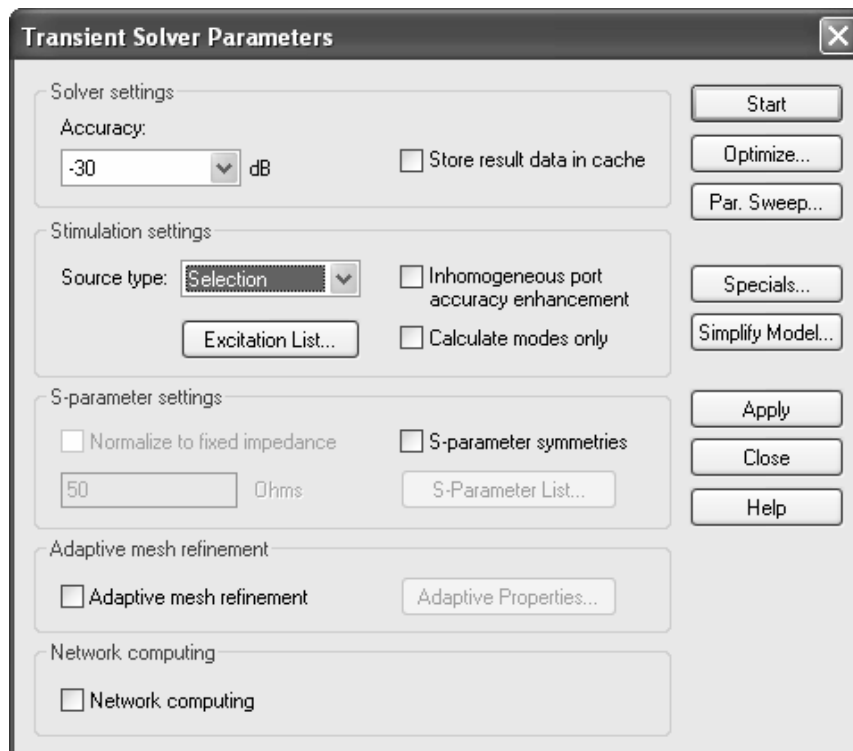 Transient Solver Parameters
Solver settings
Accuracy:
-30 dB
Store result data in cache
Stimulation settings
Source type: Selection
Inhomogeneous port
accuracy enhancement
Excitation List...
Calculate modes only
S-parameter settings
Normalize to fixed impedance
S-parameter symmetries
50 Ohms
S-Parameter List...
Adaptive mesh refinement
Adaptive mesh refinement
Adaptive Properties...
Network computing
Network computing
Start
Optimize...
Par. Sweep...
Specials...
Simplify Model...
Apply
Close
Help